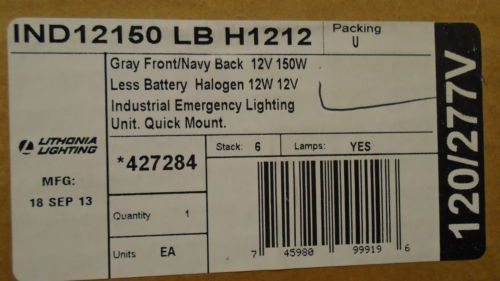 IND12150 LB H1212
Packing
U
Gray Front/Navy Back 12V 150W
Less Battery Halogen 12W 12V
Industrial Emergency Lighting
Unit. Quick Mount.
LITHONIA
LIGHTING
MFG:
18 SEP 13
*427284
Stack: 6 Lamps: YES
Quantity 1
Units EA
7 45980 99919 6
120/277V